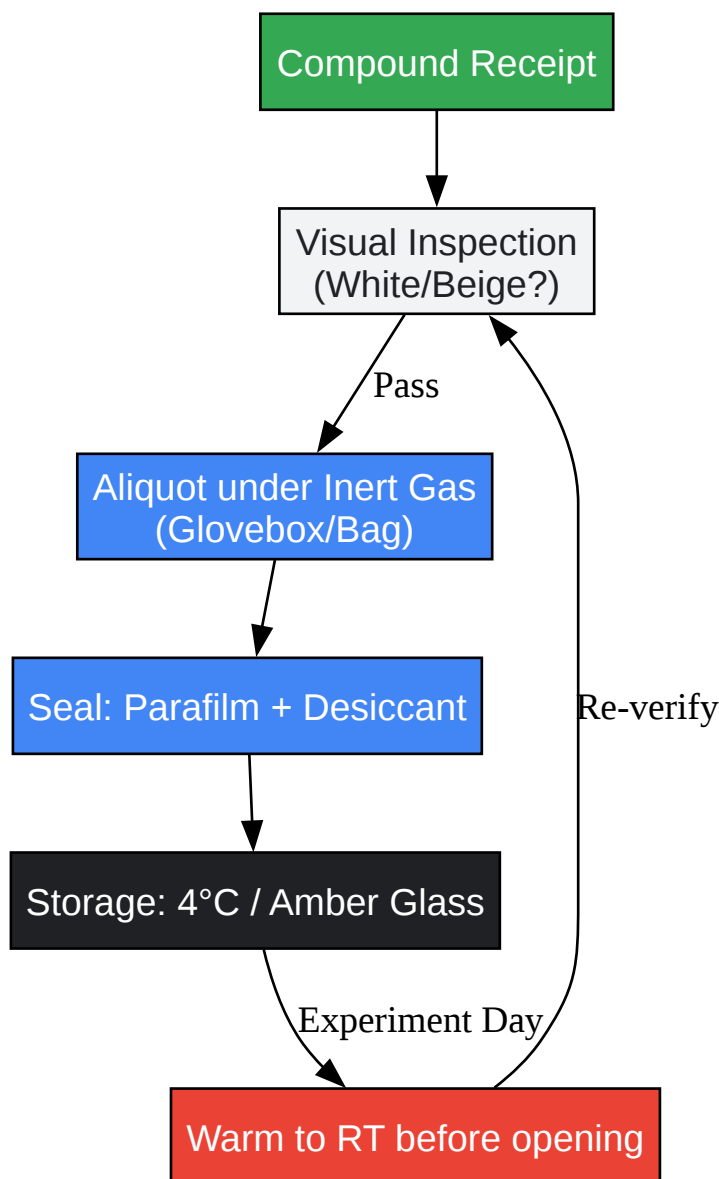 Compound Receipt
Visual Inspection
(White/Beige?)
Pass
Aliquot under Inert Gas
(Glovebox/Bag)
Seal: Parafilm + Desiccant
Re-verify
Storage: 4°C / Amber Glass
Experiment Day
Warm to RT before opening